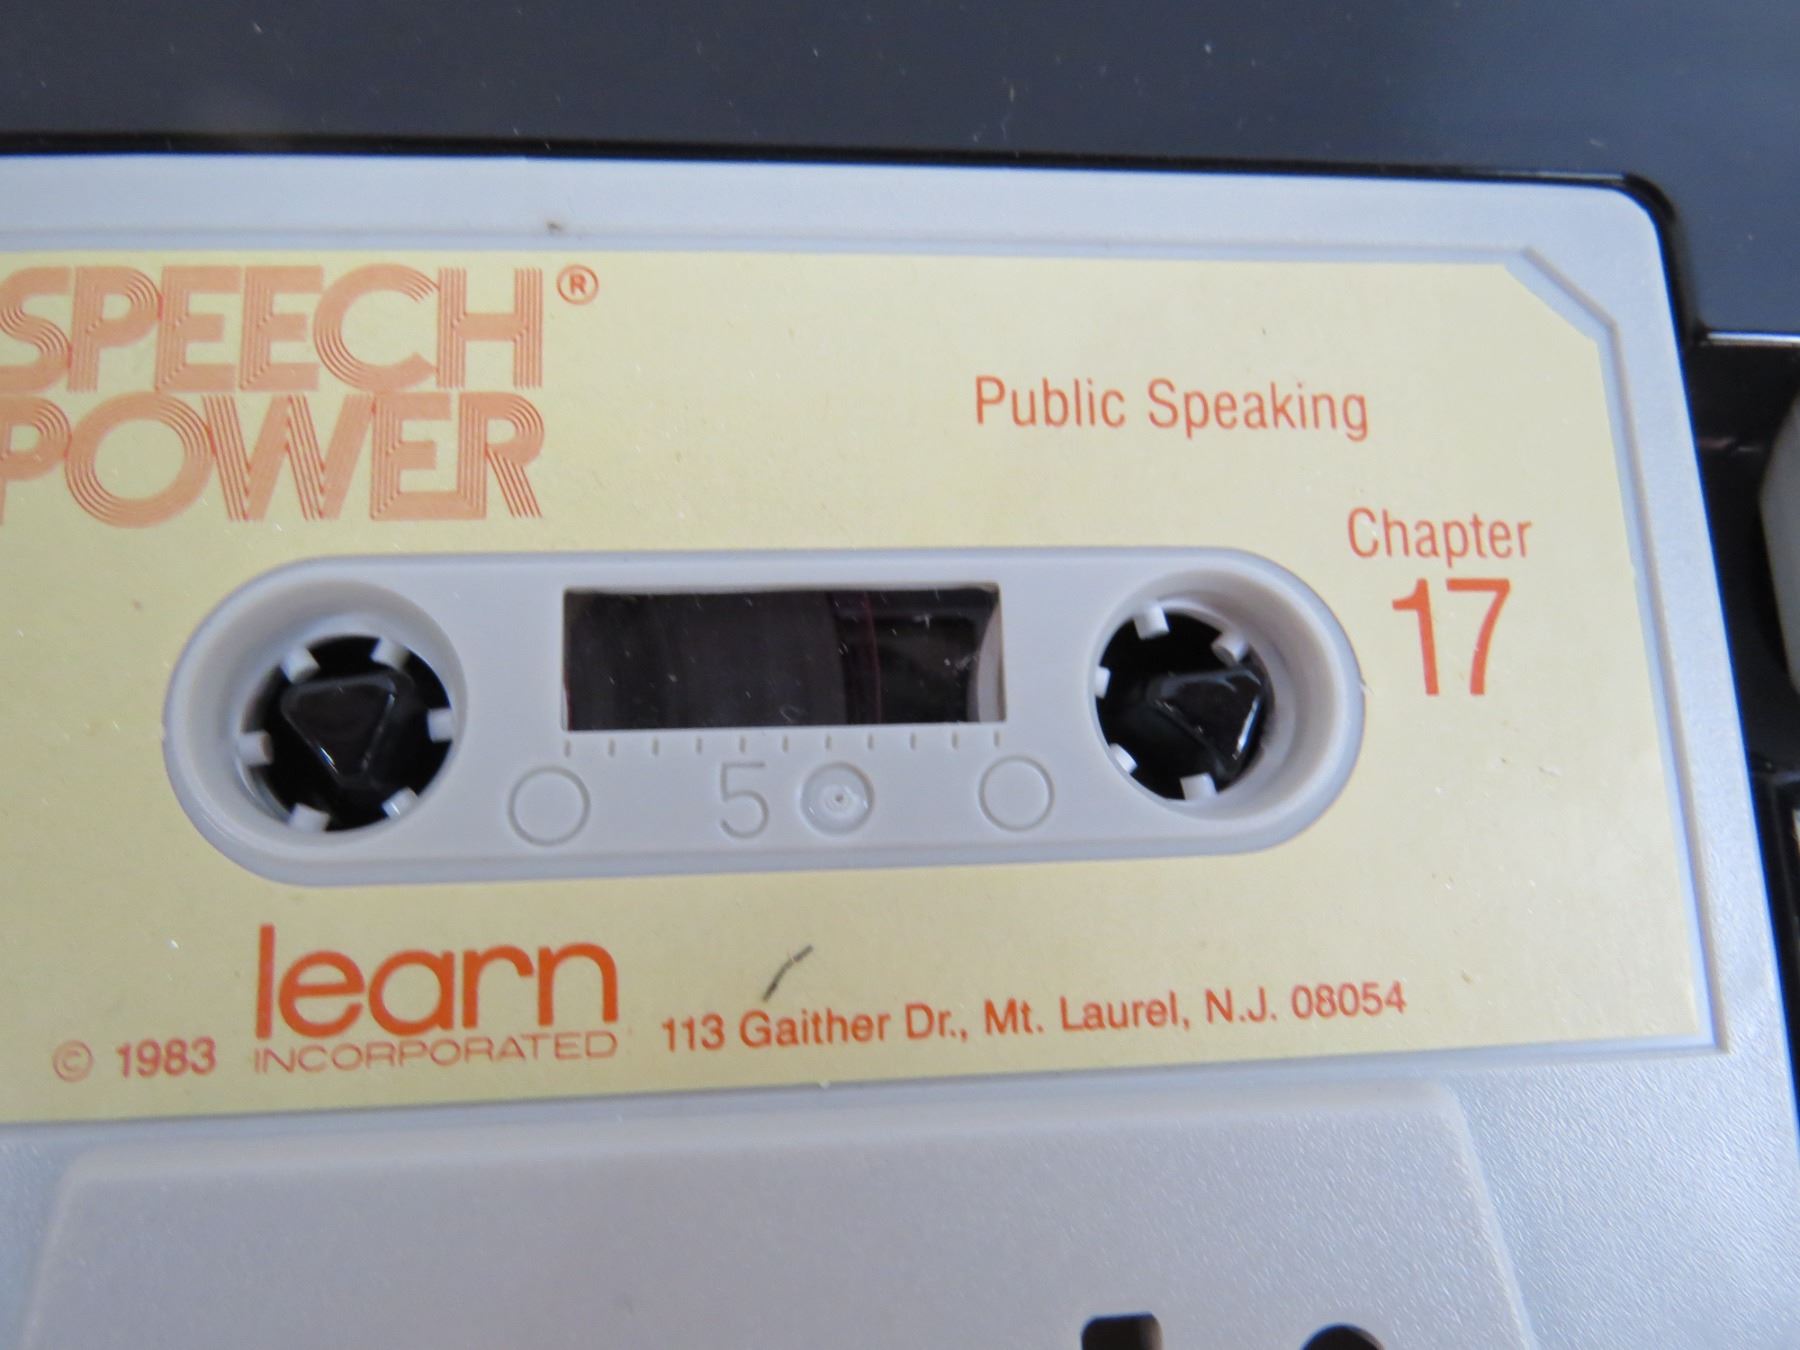 SPEECH ®
POWER
Public Speaking
Chapter
17
5
learn
INCORPORATED
© 1983
113 Gaither Dr., Mt. Laurel, N.J. 08054